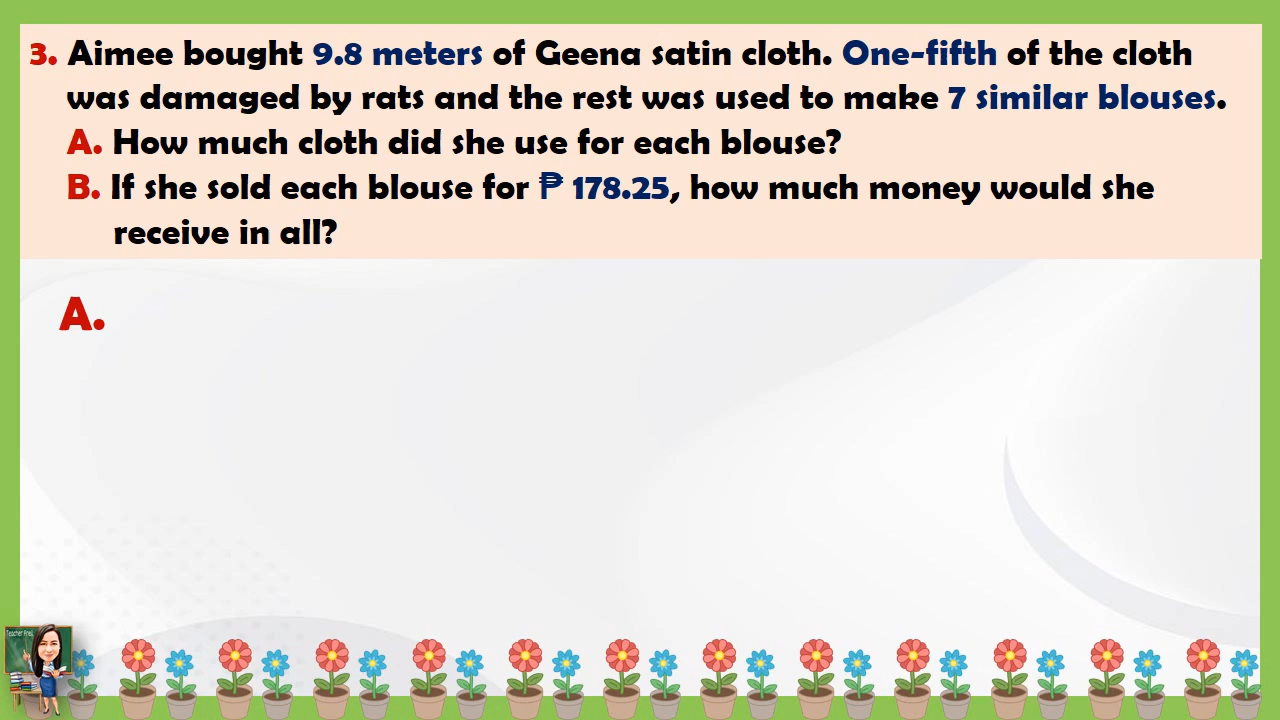 3. Aimee bought 9.8 meters of Geena satin cloth. One-fifth of the cloth
was damaged by rats and the rest was used to make 7 similar blouses.
A. How much cloth did she use for each blouse?
B. If she sold each blouse for ₱ 178.25, how much money would she
receive in all?
A.